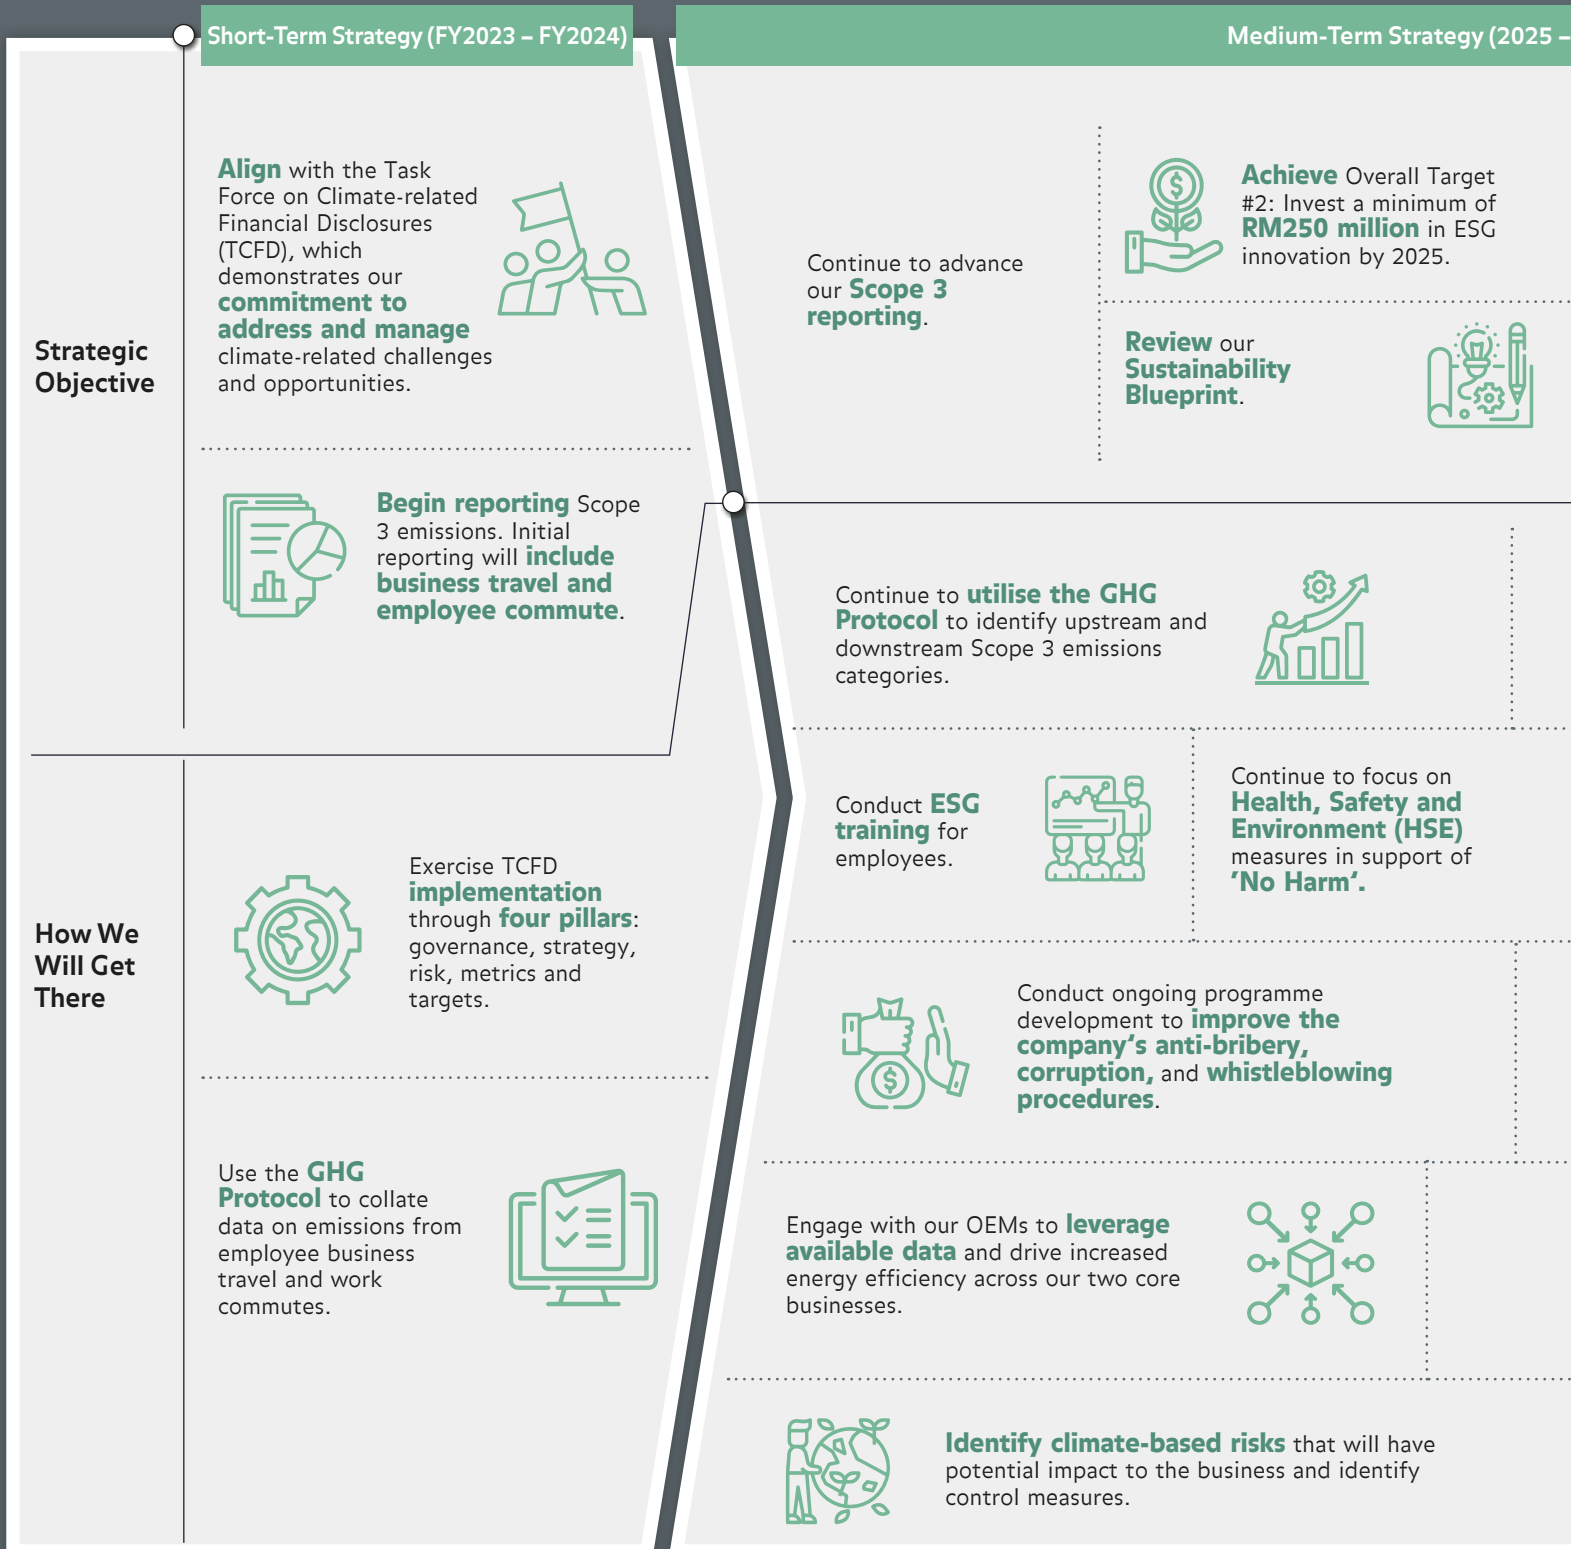 Short-Term Strategy (FY2023 – FY2024)
Medium-Term Strategy (2025 –
Strategic
Objective
Align with the Task
Force on Climate-related
Financial Disclosures
(TCFD), which
demonstrates our
commitment to
address and manage
climate-related challenges
and opportunities.
Begin reporting Scope
3 emissions. Initial
reporting will include
business travel and
employee commute.
Continue to advance
our Scope 3
reporting.
Achieve Overall Target
#2: Invest a minimum of
RM250 million in ESG
innovation by 2025.
Review our
Sustainability
Blueprint.
How We
Will Get
There
Exercise TCFD
implementation
through four pillars:
governance, strategy,
risk, metrics and
targets.
Use the GHG
Protocol to collate
data on emissions from
employee business
travel and work
commutes.
Continue to utilise the GHG
Protocol to identify upstream and
downstream Scope 3 emissions
categories.
Conduct ESG
training for
employees.
Continue to focus on
Health, Safety and
Environment (HSE)
measures in support of
’No Harm‘.
Conduct ongoing programme
development to improve the
company‘s anti-bribery,
corruption, and whistleblowing
procedures.
Engage with our OEMs to leverage
available data and drive increased
energy efficiency across our two core
businesses.
Identify climate-based risks that will have
potential impact to the business and identify
control measures.